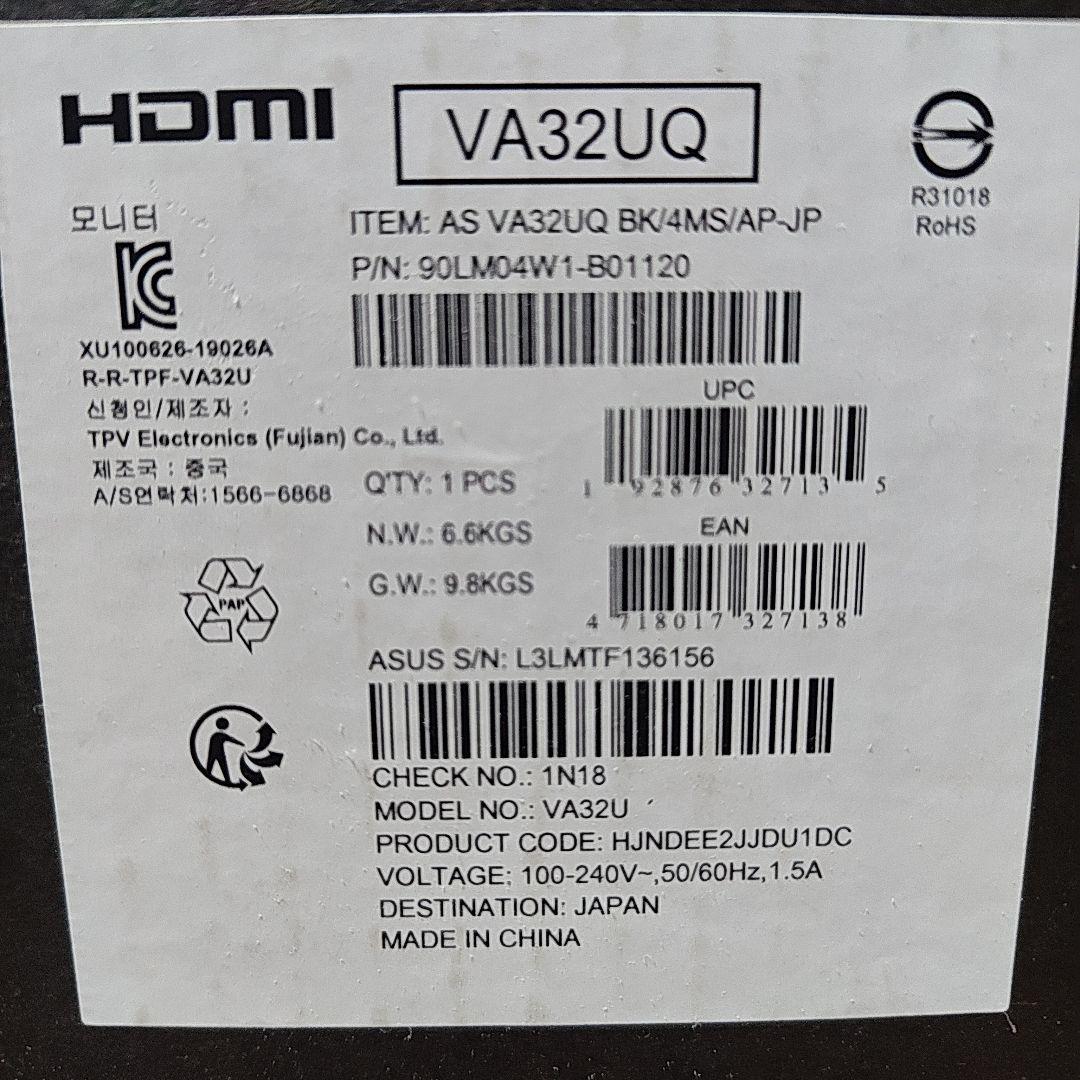 HDMI
VA32UQ
R31018
RoHS
모니터
XU100626-19026A
R-R-TPF-VA32U
신청인/제조자 :
TPV Electronics (Fujian) Co., Ltd.
제조국 : 중국
A/S연락처:1566-6868
PAP
ITEM: AS VA32UQ BK/4MS/AP-JP
P/N: 90LM04W1-B01120
UPC
1 92876 32713 5
Q'TY: 1 PCS
N.W.: 6.6KGS
G.W.: 9.8KGS
EAN
4 718017 327138
ASUS S/N: L3LMTF136156
CHECK NO.: 1N18
MODEL NO.: VA32U
PRODUCT CODE: HJNDEE2JJDU1DC
VOLTAGE: 100-240V~,50/60Hz,1.5A
DESTINATION: JAPAN
MADE IN CHINA